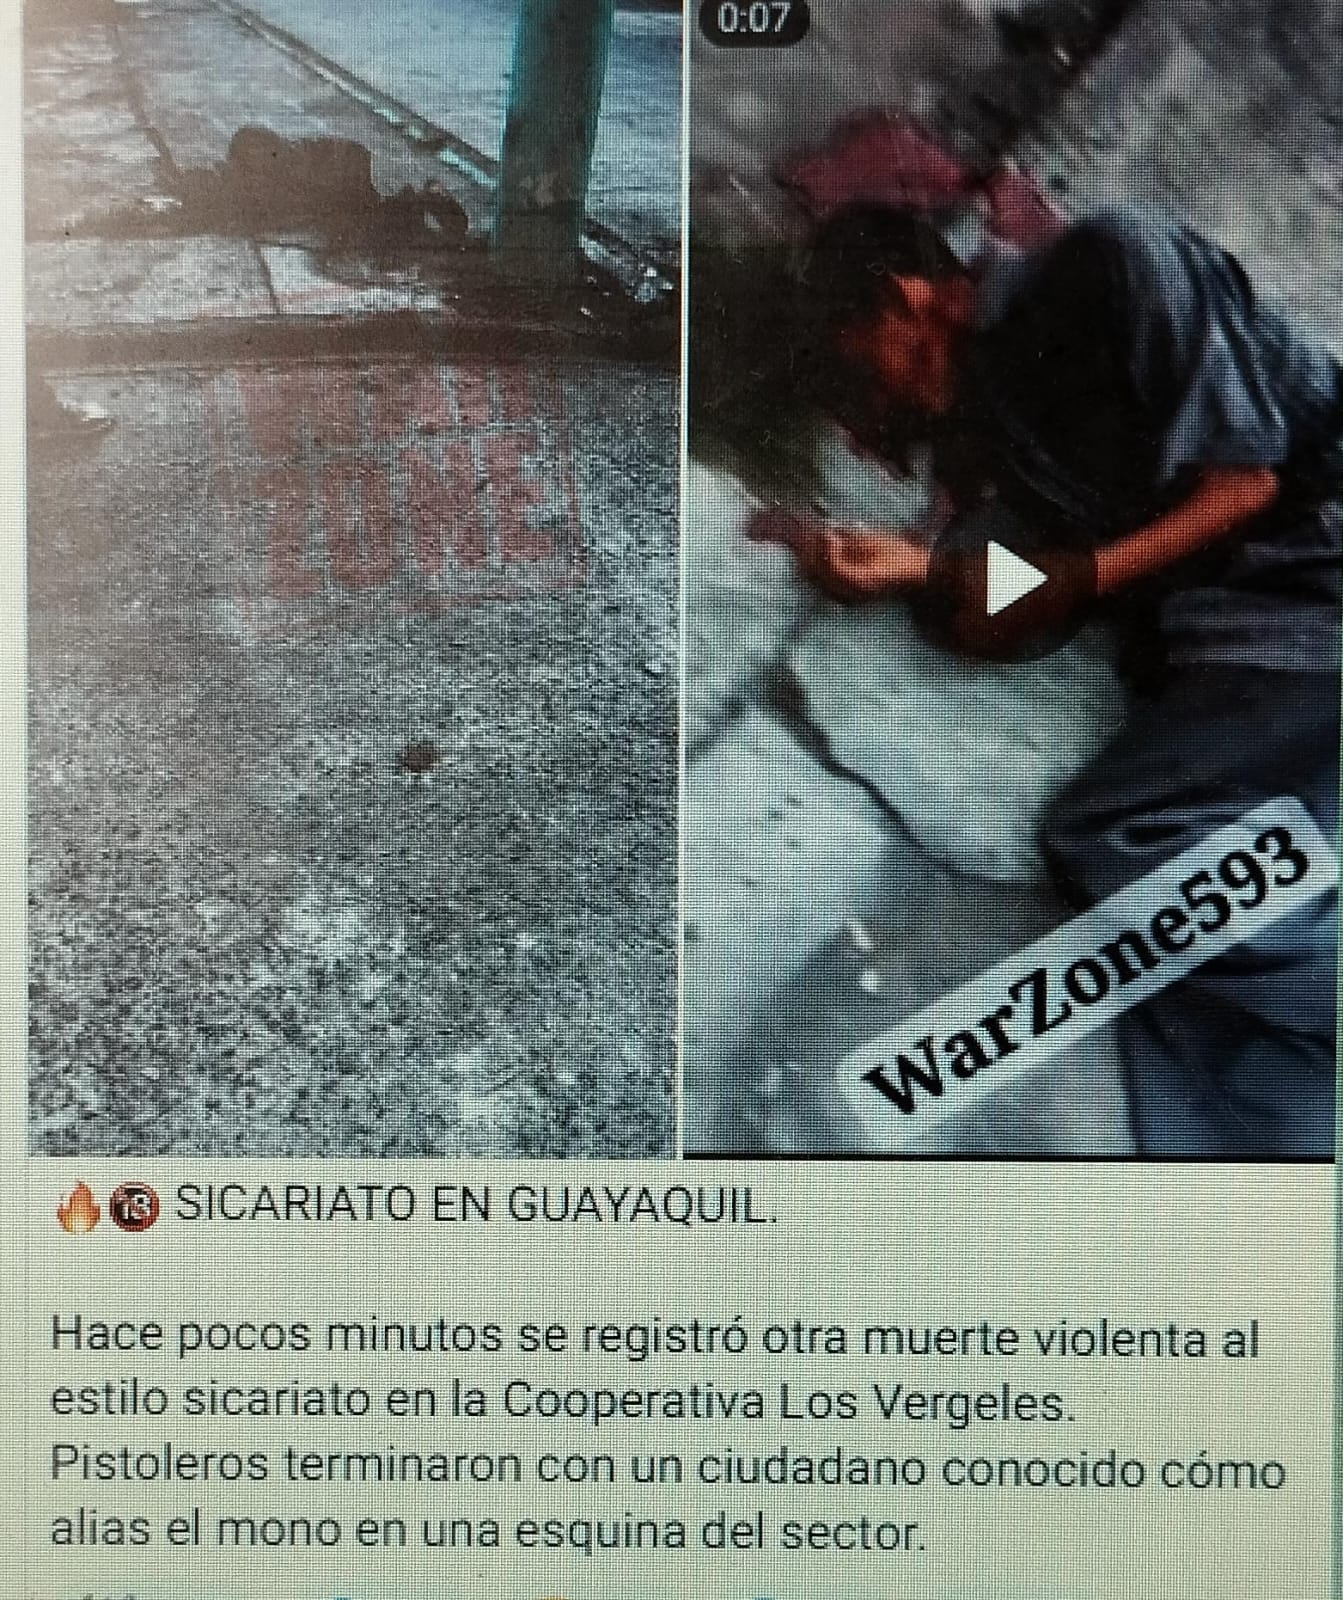 0:07
ZONE
WarZone593
🔥🔞 SICARIATO EN GUAYAQUIL.
Hace pocos minutos se registró otra muerte violenta al
estilo sicariato en la Cooperativa Los Vergeles.
Pistoleros terminaron con un ciudadano conocido cómo
alias el mono en una esquina del sector.